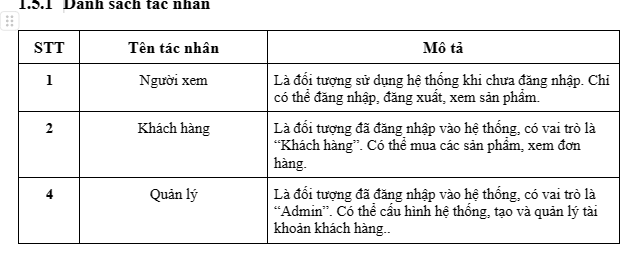 1.5.1 Danh sách tác nhân
STT Tên tác nhân Mô tả
1 Người xem Là đối tượng sử dụng hệ thống khi chưa đăng nhập. Chỉ
có thể đăng nhập, đăng xuất, xem sản phẩm.
2 Khách hàng Là đối tượng đã đăng nhập vào hệ thống, có vai trò là
“Khách hàng”. Có thể mua các sản phẩm, xem đơn
hàng.
4 Quản lý Là đối tượng đã đăng nhập vào hệ thống, có vai trò là
“Admin”. Có thể cấu hình hệ thống, tạo và quản lý tài
khoản khách hàng..